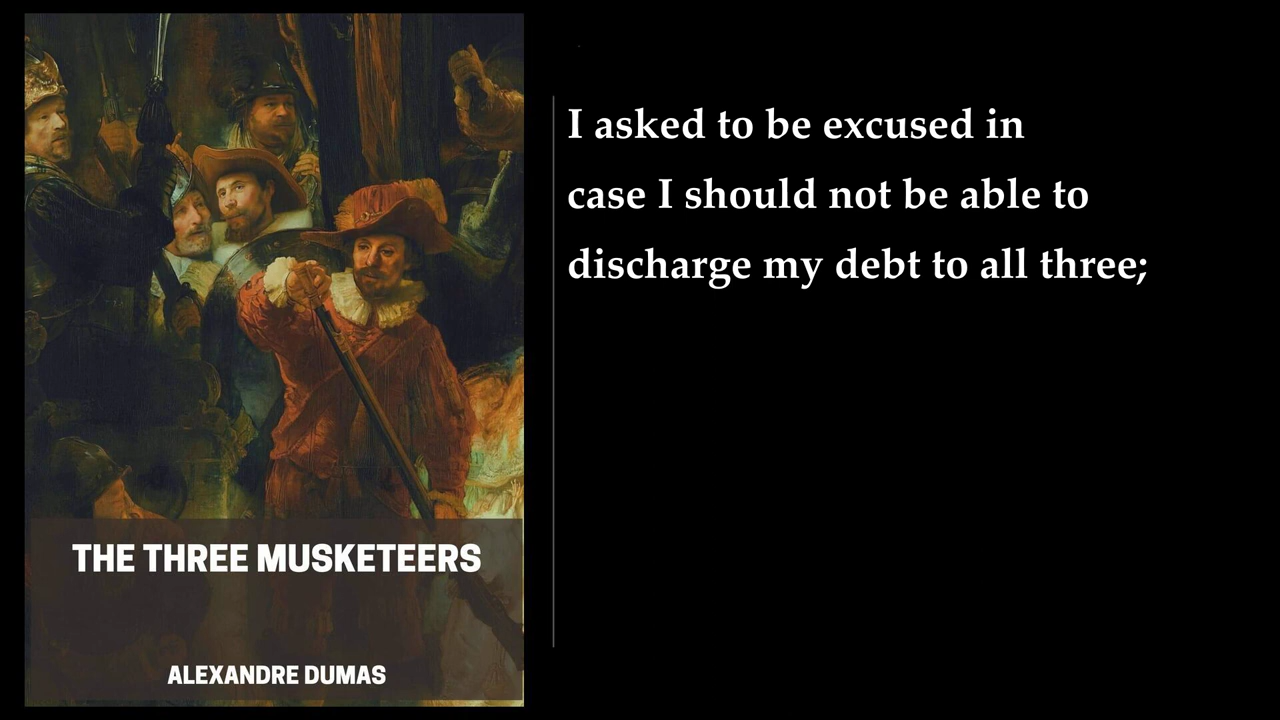 THE THREE MUSKETEERS
ALEXANDRE DUMAS
I asked to be excused in
case I should not be able to
discharge my debt to all three;